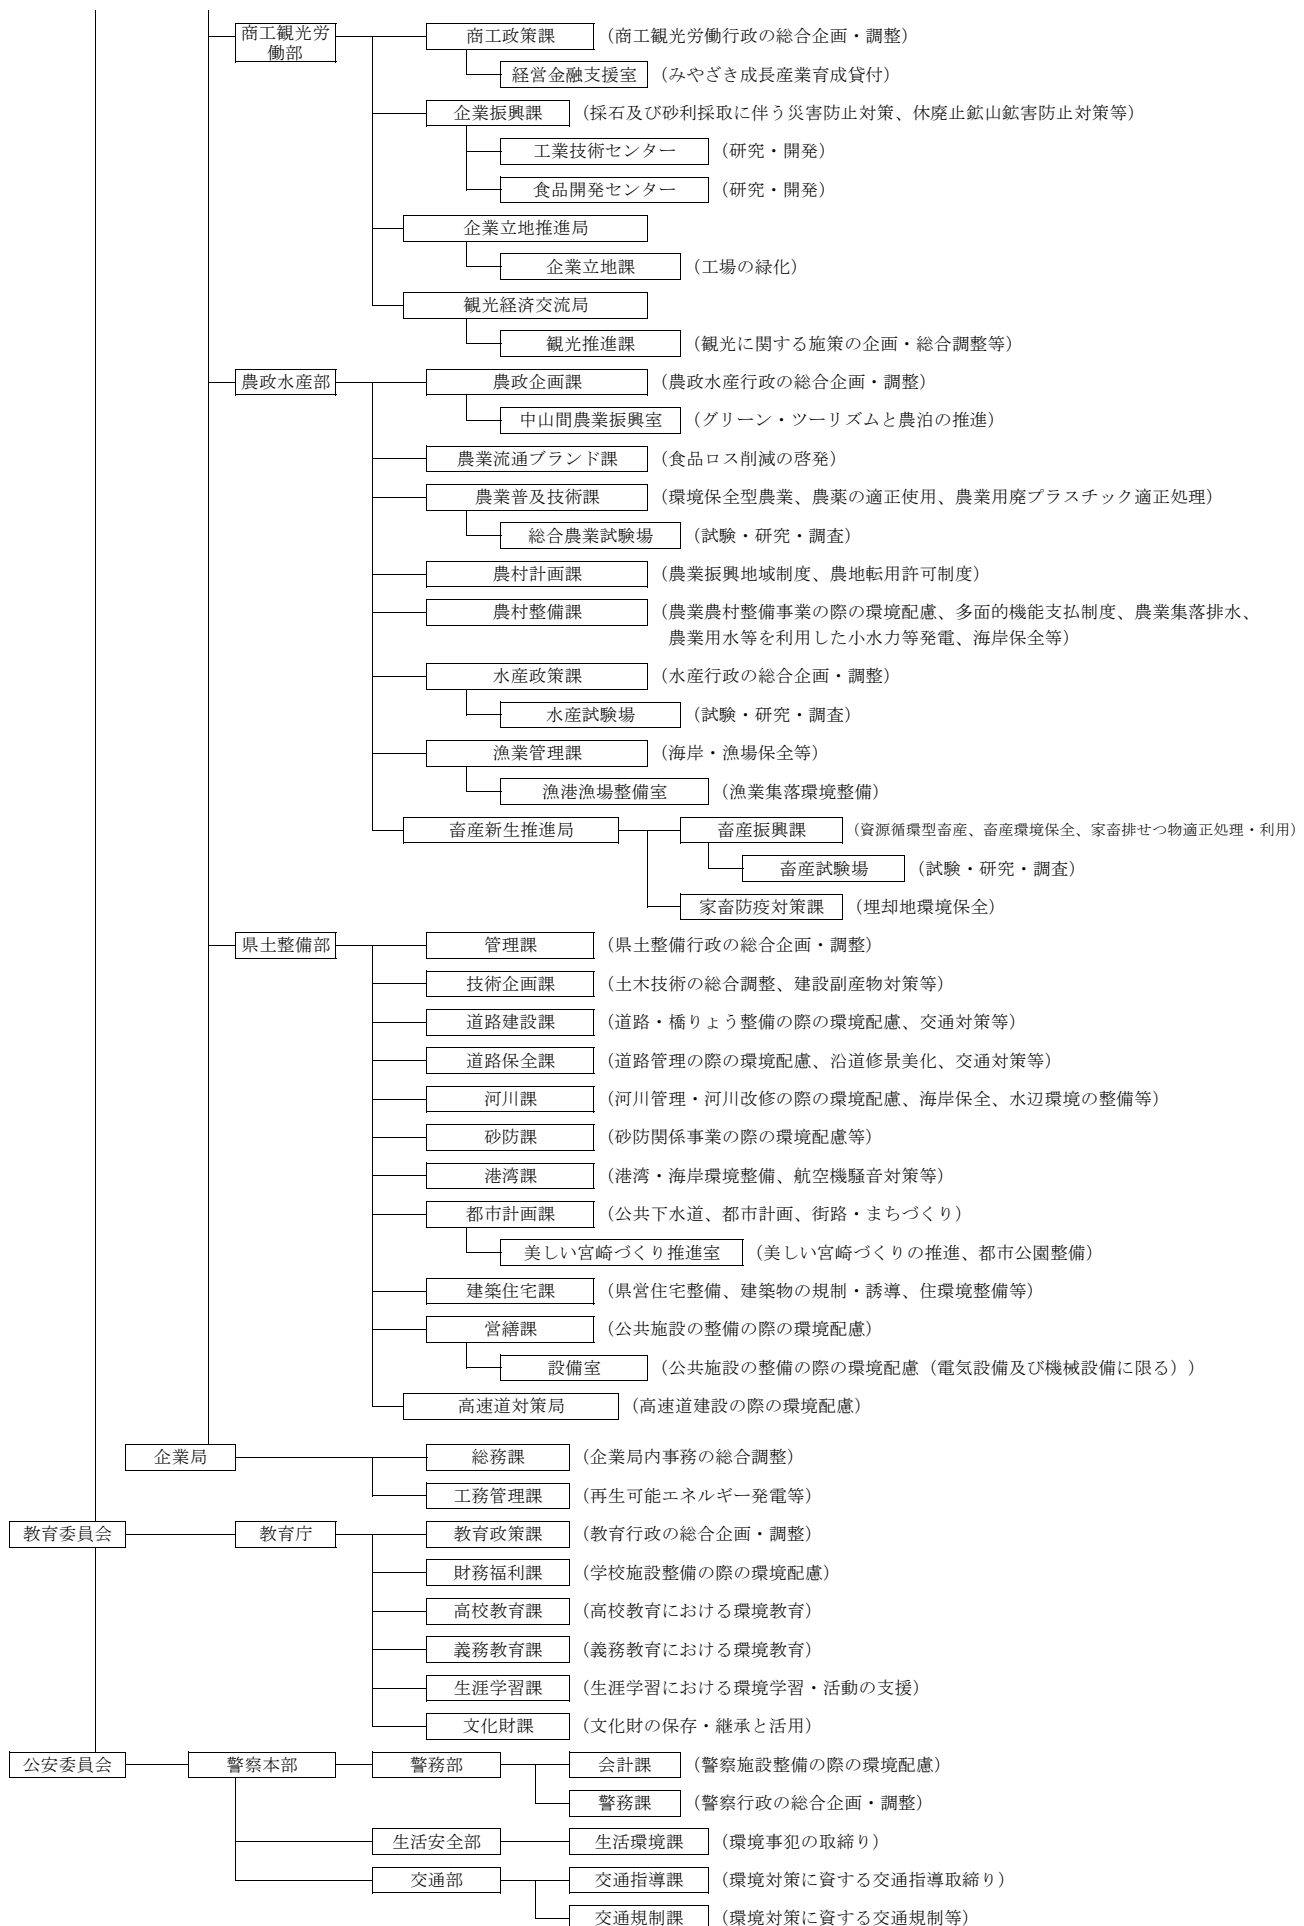 商工観光労
働部
商工政策課 （商工観光労働行政の総合企画・調整）
経営金融支援室 （みやざき成長産業育成貸付）
企業振興課 （採石及び砂利採取に伴う災害防止対策、休廃止鉱山鉱害防止対策等）
工業技術センター （研究・開発）
食品開発センター （研究・開発）
企業立地推進局
企業立地課 （工場の緑化）
観光経済交流局
観光推進課 （観光に関する施策の企画・総合調整等）
農政水産部 農政企画課 （農政水産行政の総合企画・調整）
中山間農業振興室 （グリーン・ツーリズムと農泊の推進）
農業流通ブランド課 （食品ロス削減の啓発）
農業普及技術課 （環境保全型農業、農薬の適正使用、農業用廃プラスチック適正処理）
総合農業試験場 （試験・研究・調査）
農村計画課 （農業振興地域制度、農地転用許可制度）
農村整備課 （農業農村整備事業の際の環境配慮、多面的機能支払制度、農業集落排水、
農業用水等を利用した小水力等発電、海岸保全等）
水産政策課 （水産行政の総合企画・調整）
水産試験場 （試験・研究・調査）
漁業管理課 （海岸・漁場保全等）
漁港漁場整備室 （漁業集落環境整備）
畜産新生推進局 畜産振興課 （資源循環型畜産、畜産環境保全、家畜排せつ物適正処理・利用）
畜産試験場 （試験・研究・調査）
家畜防疫対策課 （埋却地環境保全）
県土整備部 管理課 （県土整備行政の総合企画・調整）
技術企画課 （土木技術の総合調整、建設副産物対策等）
道路建設課 （道路・橋りょう整備の際の環境配慮、交通対策等）
道路保全課 （道路管理の際の環境配慮、沿道修景美化、交通対策等）
河川課 （河川管理・河川改修の際の環境配慮、海岸保全、水辺環境の整備等）
砂防課 （砂防関係事業の際の環境配慮等）
港湾課 （港湾・海岸環境整備、航空機騒音対策等）
都市計画課 （公共下水道、都市計画、街路・まちづくり）
美しい宮崎づくり推進室 （美しい宮崎づくりの推進、都市公園整備）
建築住宅課 （県営住宅整備、建築物の規制・誘導、住環境整備等）
営繕課 （公共施設の整備の際の環境配慮）
設備室 （公共施設の整備の際の環境配慮（電気設備及び機械設備に限る））
高速道対策局 （高速道建設の際の環境配慮）
企業局 総務課 （企業局内事務の総合調整）
工務管理課 （再生可能エネルギー発電等）
教育委員会 教育庁 教育政策課 （教育行政の総合企画・調整）
財務福利課 （学校施設整備の際の環境配慮）
高校教育課 （高校教育における環境教育）
義務教育課 （義務教育における環境教育）
生涯学習課 （生涯学習における環境学習・活動の支援）
文化財課 （文化財の保存・継承と活用）
公安委員会 警察本部 警務部 会計課 （警察施設整備の際の環境配慮）
警務課 （警察行政の総合企画・調整）
生活安全部 生活環境課 （環境事犯の取締り）
交通部 交通指導課 （環境対策に資する交通指導取締り）
交通規制課 （環境対策に資する交通規制等）